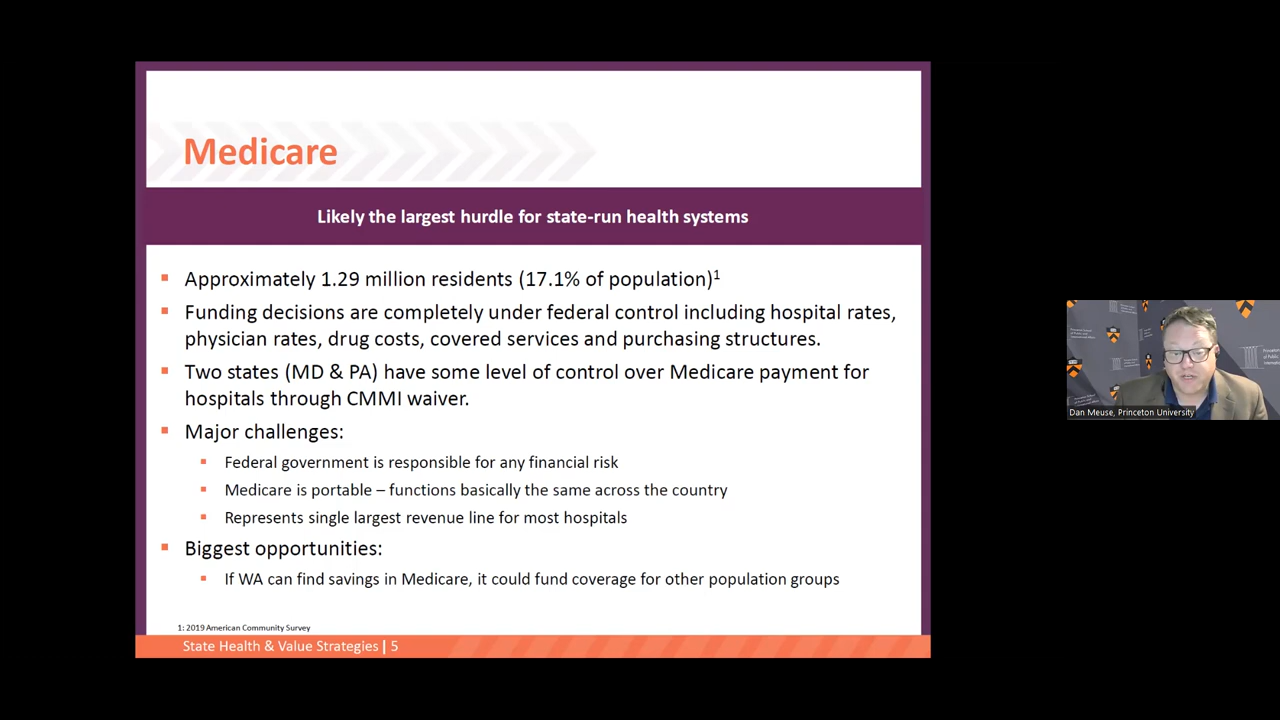 Medicare
Likely the largest hurdle for state-run health systems
▪ Approximately 1.29 million residents (17.1% of population)1
▪ Funding decisions are completely under federal control including hospital rates,
physician rates, drug costs, covered services and purchasing structures.
▪ Two states (MD & PA) have some level of control over Medicare payment for
hospitals through CMMI waiver.
▪ Major challenges:
▪ Federal government is responsible for any financial risk
▪ Medicare is portable – functions basically the same across the country
▪ Represents single largest revenue line for most hospitals
▪ Biggest opportunities:
▪ If WA can find savings in Medicare, it could fund coverage for other population groups
1: 2019 American Community Survey
State Health & Value Strategies | 5
Dan Meuse, Princeton University